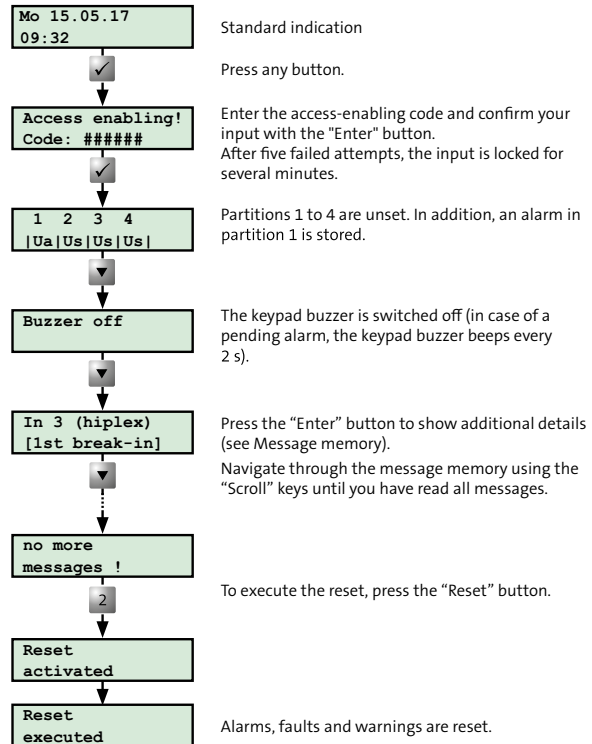 Mo 15.05.17
09:32
Standard indication
Press any button.
Access enabling!
Code: ######
Enter the access-enabling code and confirm your
input with the "Enter" button.
After five failed attempts, the input is locked for
several minutes.
1 2 3 4
|Ua|Us|Us|Us|
Partitions 1 to 4 are unset. In addition, an alarm in
partition 1 is stored.
Buzzer off
The keypad buzzer is switched off (in case of a
pending alarm, the keypad buzzer beeps every
2 s).
In 3 (hiplex)
[1st break-in]
Press the “Enter” button to show additional details
(see Message memory).
Navigate through the message memory using the
“Scroll” keys until you have read all messages.
no more
messages !
2
To execute the reset, press the “Reset” button.
Reset
activated
Reset
executed
Alarms, faults and warnings are reset.